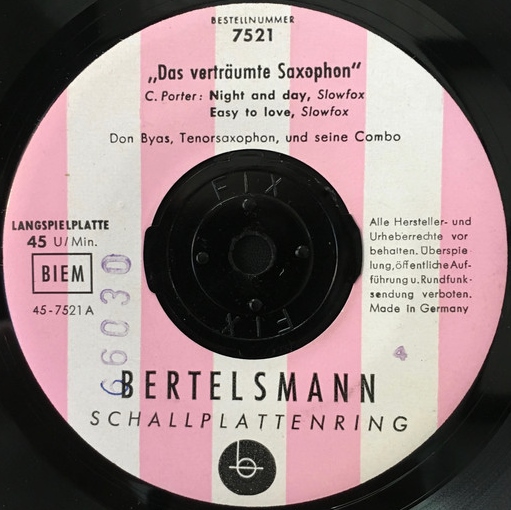 BESTELLNUMMER
7521
„Das verträumte Saxophon"
C. Porter: Night and day, Slowfox
Easy to love, Slowfox
Don Byas, Tenorsaxophon, und seine Combo
FIX
LANGSPIELPLATTE
45 U/Min.
BIEM
45-7521 A
66030
Alle Hersteller- und
Urheberrechte vor
behalten. Überspie
lung, öffentliche Auf-
führung u. Rundfunk-
sendung verboten.
Made in Germany
4
FIX
BERTELSMANN
SCHALLPLATTENRING
b